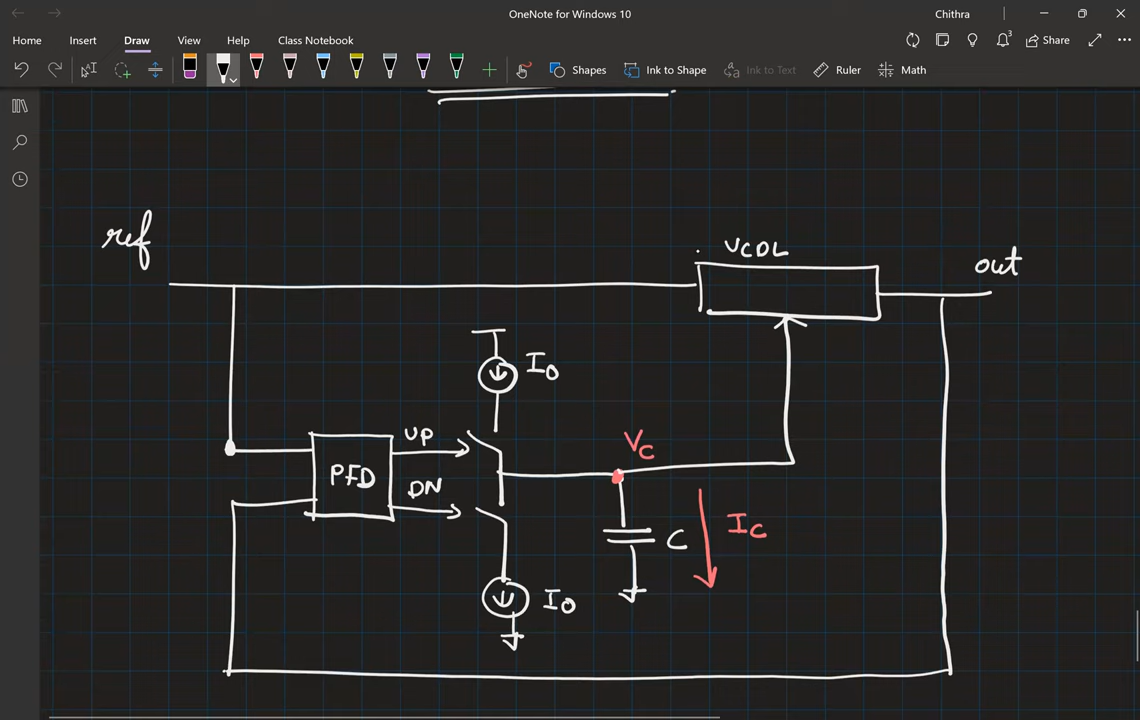 OneNote for Windows 10
Chithra
Home Insert Draw View Help Class Notebook
Share
Shapes Ink to Shape Ink to Text Ruler Math
ref
VCDL
out
I0
UP
PFD
DN
VC
C
IC
I0